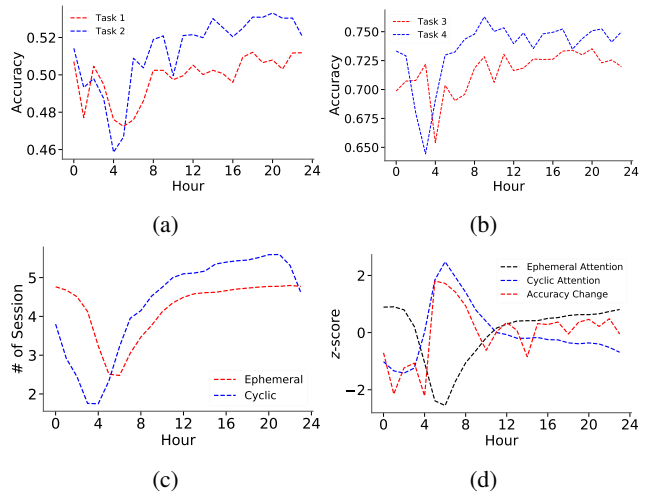 Task 1
Task 2
0.52
0.50
0.48
0.46
Accuracy
0 4 8 12 16 20 24
Hour
(a)
Task 3
Task 4
0.750
0.725
0.700
0.675
0.650
Accuracy
0 4 8 12 16 20 24
Hour
(b)
5
4
3
2
# of Session
Ephemeral
Cyclic
0 4 8 12 16 20 24
Hour
(c)
Ephemeral Attention
Cyclic Attention
Accuracy Change
2
0
−2
z-score
0 4 8 12 16 20 24
Hour
(d)